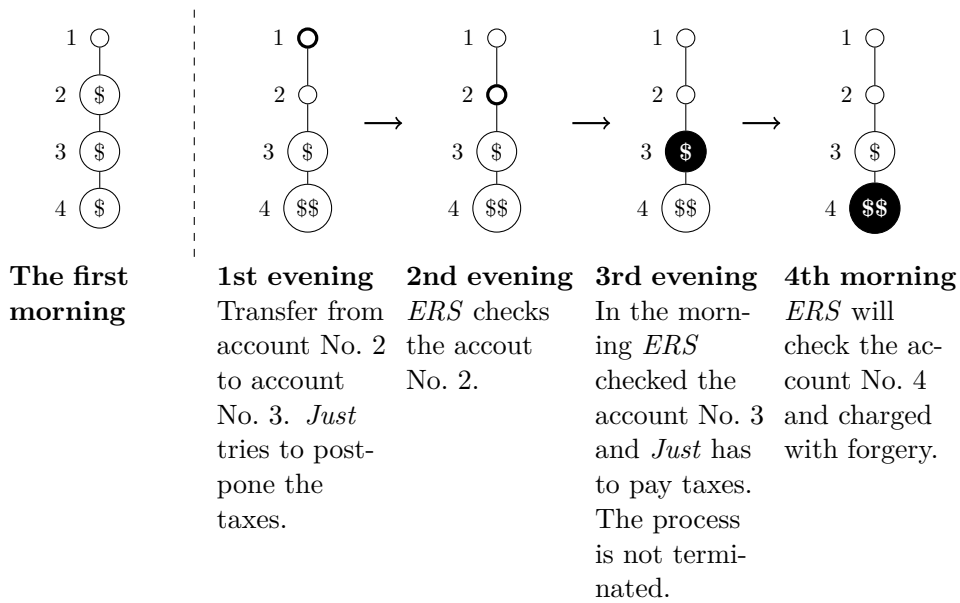 1 1 1 1 1
2 $ 2 2 2 2
3 $ 3 $ 3 $ 3 $ 3 $
4 $ 4 $$ 4 $$ 4 $$ 4 $$
The first
morning
1st evening
Transfer from
account No. 2
to account
No. 3. Just
tries to post-
pone the
taxes.
2nd evening
ERS checks
the accout
No. 2.
3rd evening
In the morn-
ing ERS
checked the
account No. 3
and Just has
to pay taxes.
The process
is not termi-
nated.
4th morning
ERS will
check the ac-
count No. 4
and charged
with forgery.